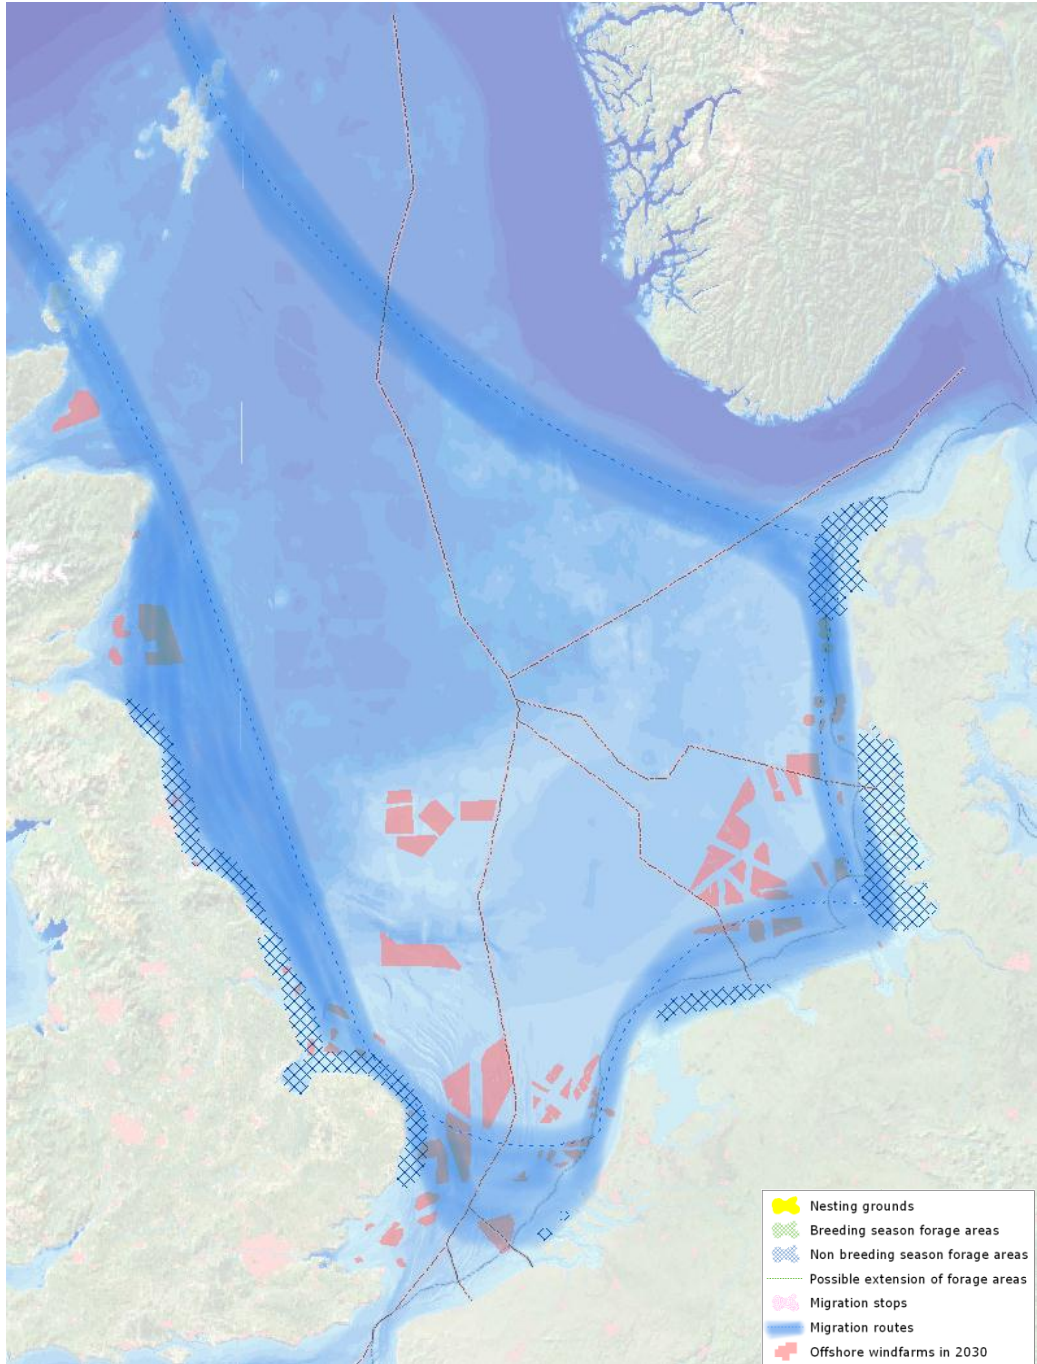 Nesting grounds
Breeding season forage areas
Non breeding season forage areas
Possible extension of forage areas
Migration stops
Migration routes
Offshore windfarms in 2030